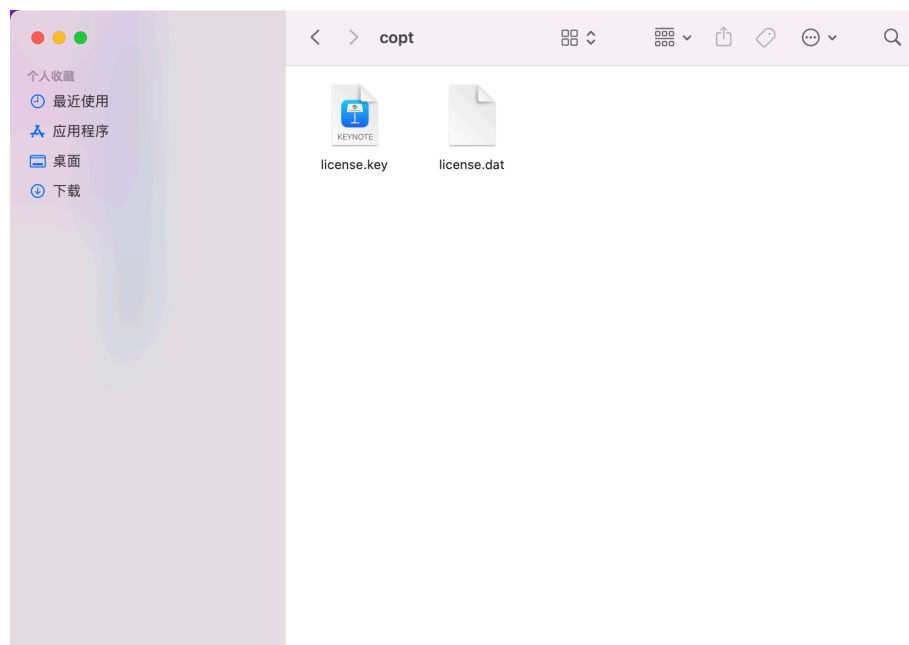 copt
个人收藏
最近使用
应用程序
桌面
下载
KEYNOTE
license.key
license.dat